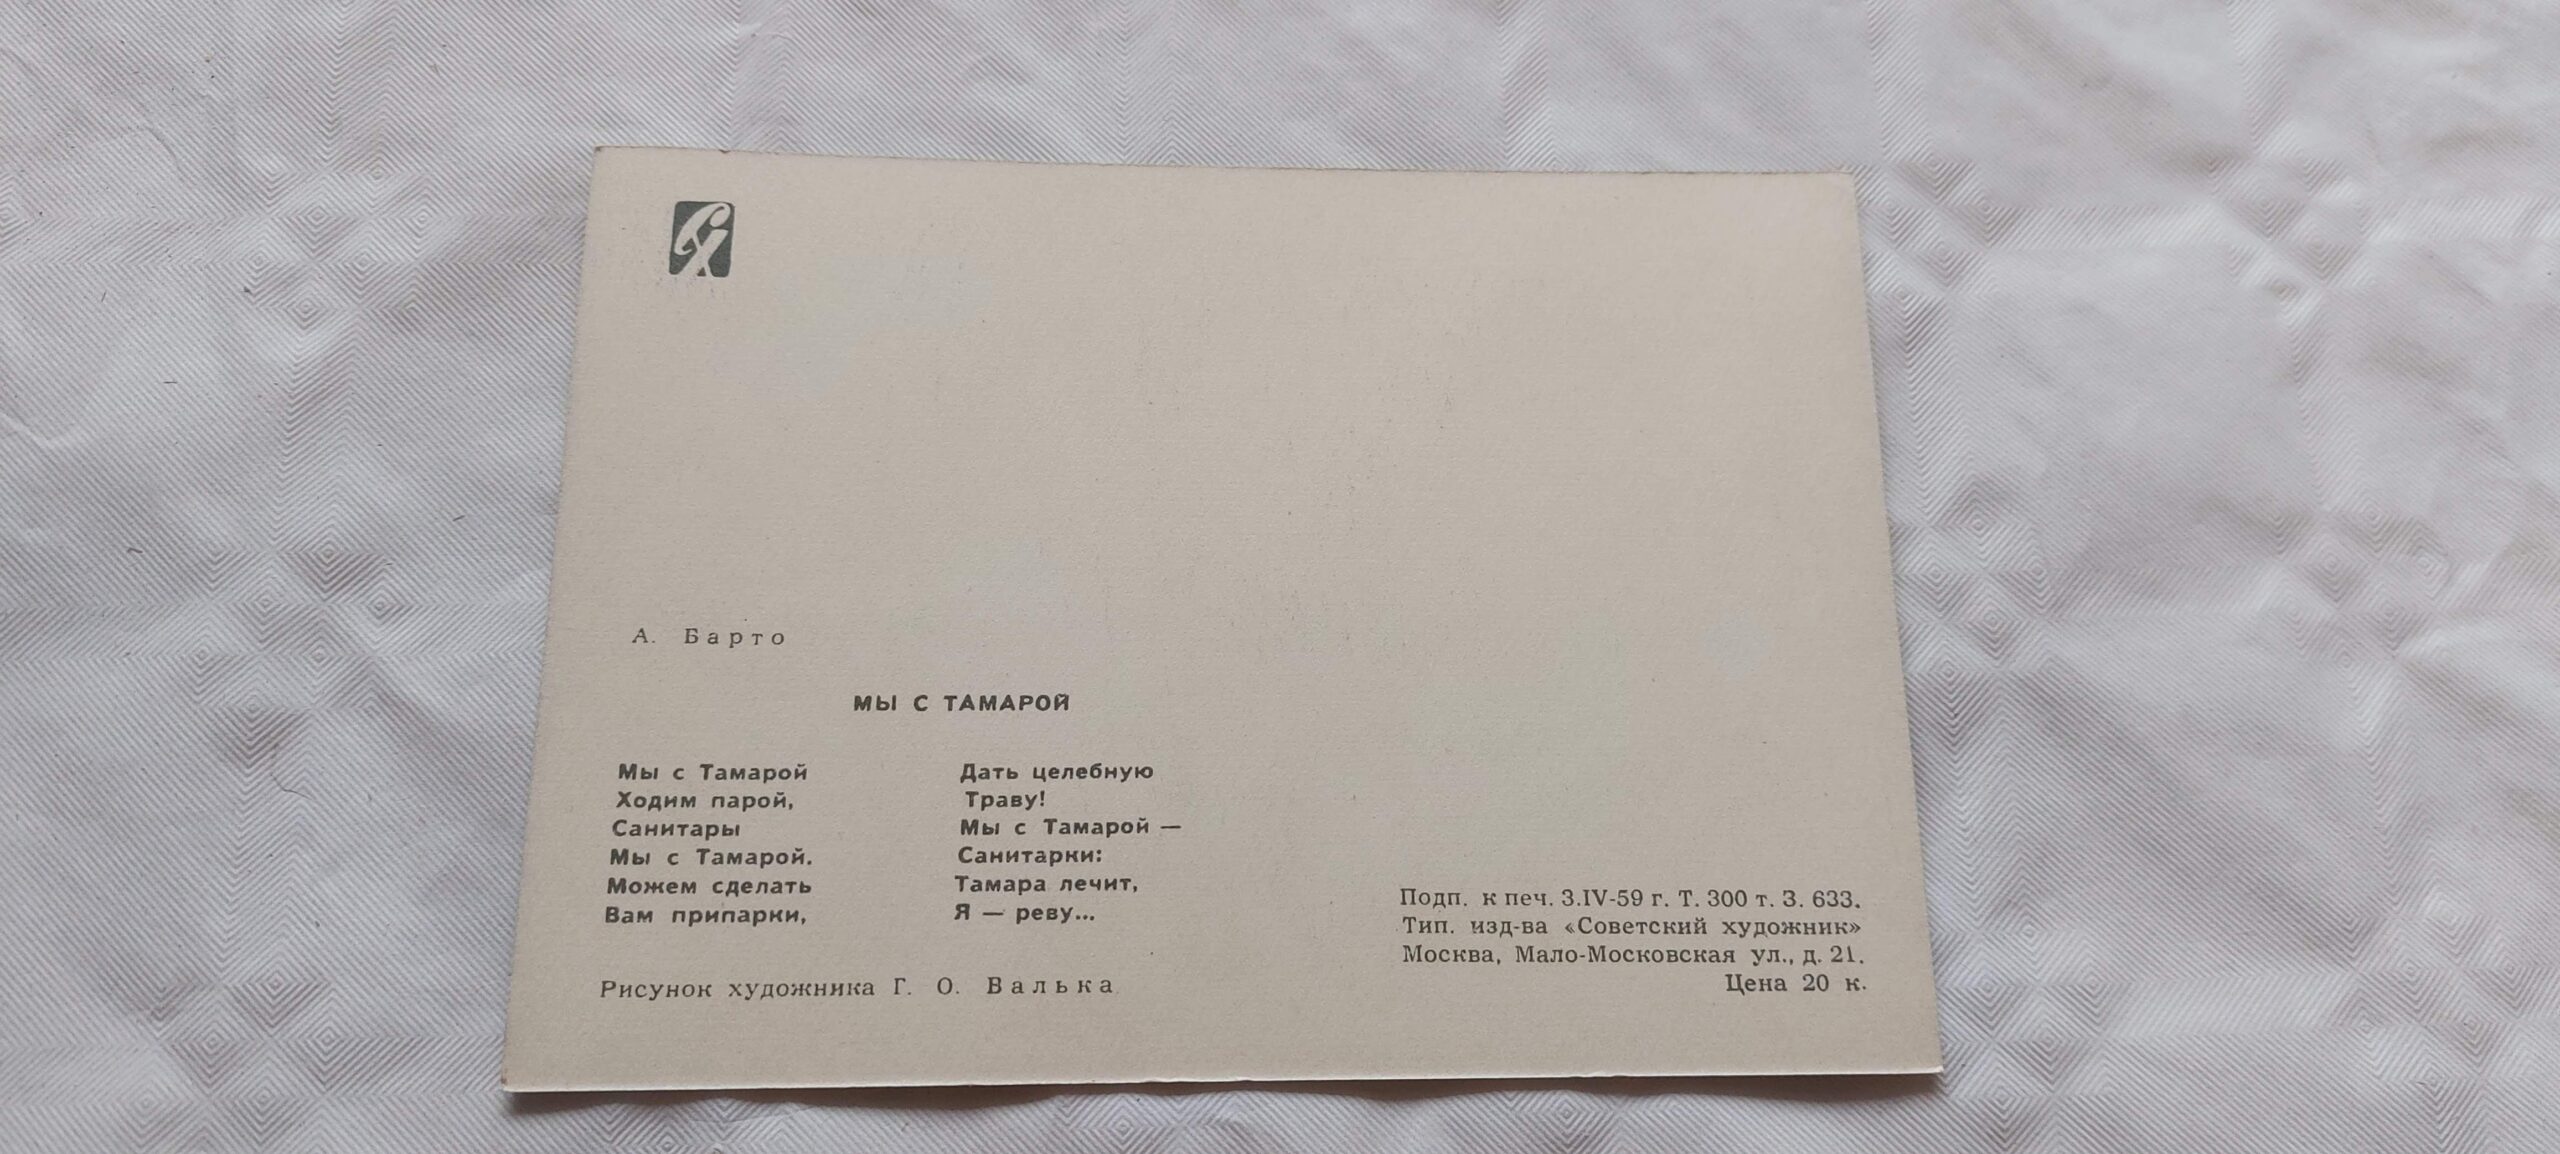 СХ
А. Барто
МЫ С ТАМАРОЙ
Мы с Тамарой
Ходим парой,
Санитары
Мы с Тамарой.
Можем сделать
Вам припарки,
Дать целебную
Траву!
Мы с Тамарой —
Санитарки:
Тамара лечит,
Я — реву...
Рисунок художника Г. О. Валька
Подп. к печ. 3.IV-59 г. Т. 300 т. З. 633.
Тип. изд-ва «Советский художник»
Москва, Мало-Московская ул., д. 21.
Цена 20 к.